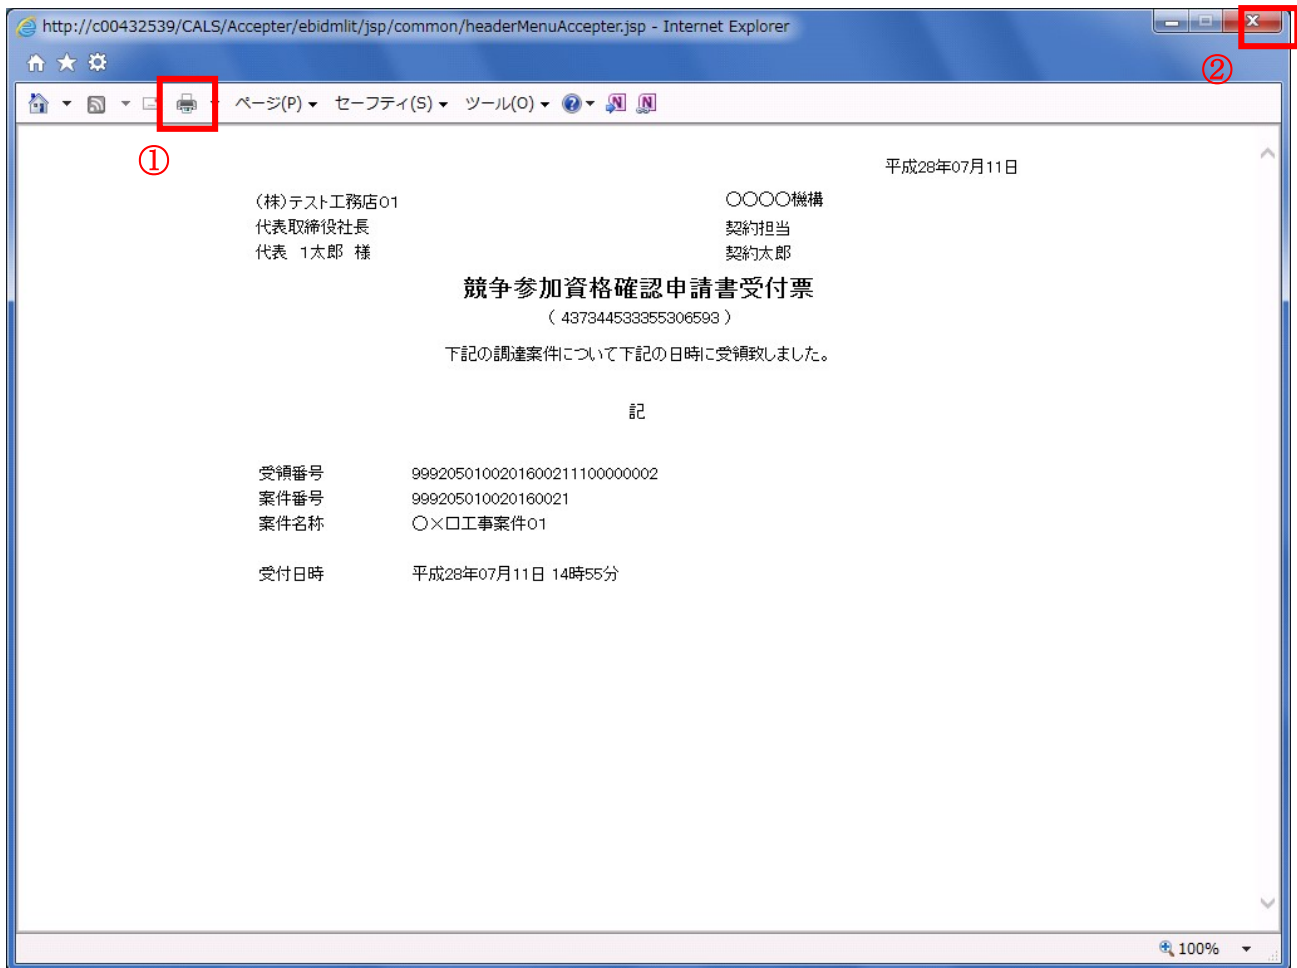 http://c00432539/CALS/Accepter/ebidmlit/jsp/common/headerMenuAccepter.jsp - Internet Explorer
②
ページ(P) セーフティ(S) ツール(O)
①
平成28年07月11日
(株)テスト工務店01
代表取締役社長
代表 1太郎 様
〇〇〇〇機構
契約担当
契約太郎
競争参加資格確認申請書受付票
( 437344533355306593 )
下記の調達案件について下記の日時に受領致しました。
記
受領番号 9992050100201600211100000002
案件番号 999205010020160021
案件名称 〇×口工事案件01
受付日時 平成28年07月11日 14時55分
100%